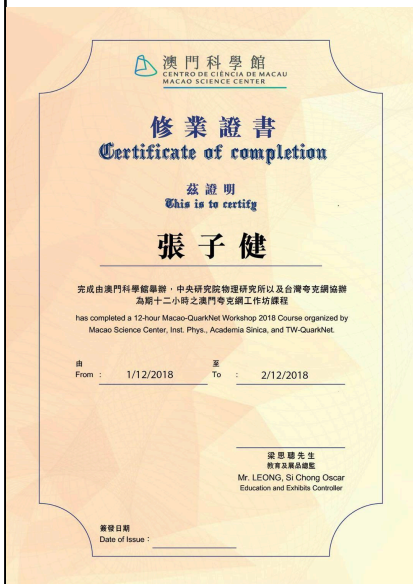 澳門科學館
CENTRO DE CIÊNCIA DE MACAU
MACAO SCIENCE CENTER
修業證書
Certificate of completion
茲證明
This is to certify
張子健
完成由澳門科學館舉辦，中央研究院物理研究所以及台灣夸克網協辦
為期十二小時之澳門夸克網工作坊課程
has completed a 12-hour Macao-QuarkNet Workshop 2018 Course organized by
Macao Science Center, Inst. Phys., Academia Sinica, and TW-QuarkNet.
由 至
From : 1/12/2018 To : 2/12/2018
梁思聰先生
教育及展品總監
Mr. LEONG, Si Chong Oscar
Education and Exhibits Controller
簽發日期
Date of Issue :